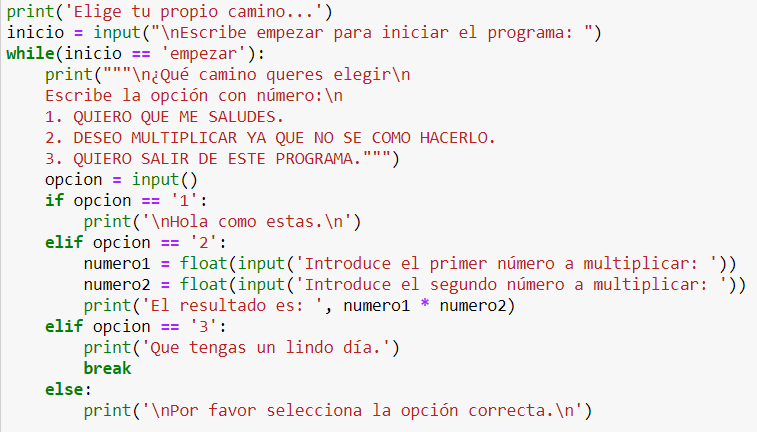 print('Elige tu propio camino...')
inicio = input("\nEscribe empezar para iniciar el programa: ")
while(inicio == 'empezar'):
    print("""\n¿Qué camino queres elegir\n
    Escribe la opción con número:\n
    1. QUIERO QUE ME SALUDES.
    2. DESEO MULTIPLICAR YA QUE NO SE COMO HACERLO.
    3. QUIERO SALIR DE ESTE PROGRAMA.""")
    opcion = input()
    if opcion == '1':
        print('\nHola como estas.\n')
    elif opcion == '2':
        numero1 = float(input('Introduce el primer número a multiplicar: '))
        numero2 = float(input('Introduce el segundo número a multiplicar: '))
        print('El resultado es: ', numero1 * numero2)
    elif opcion == '3':
        print('Que tengas un lindo día.')
        break
    else:
        print('\nPor favor selecciona la opción correcta.\n')